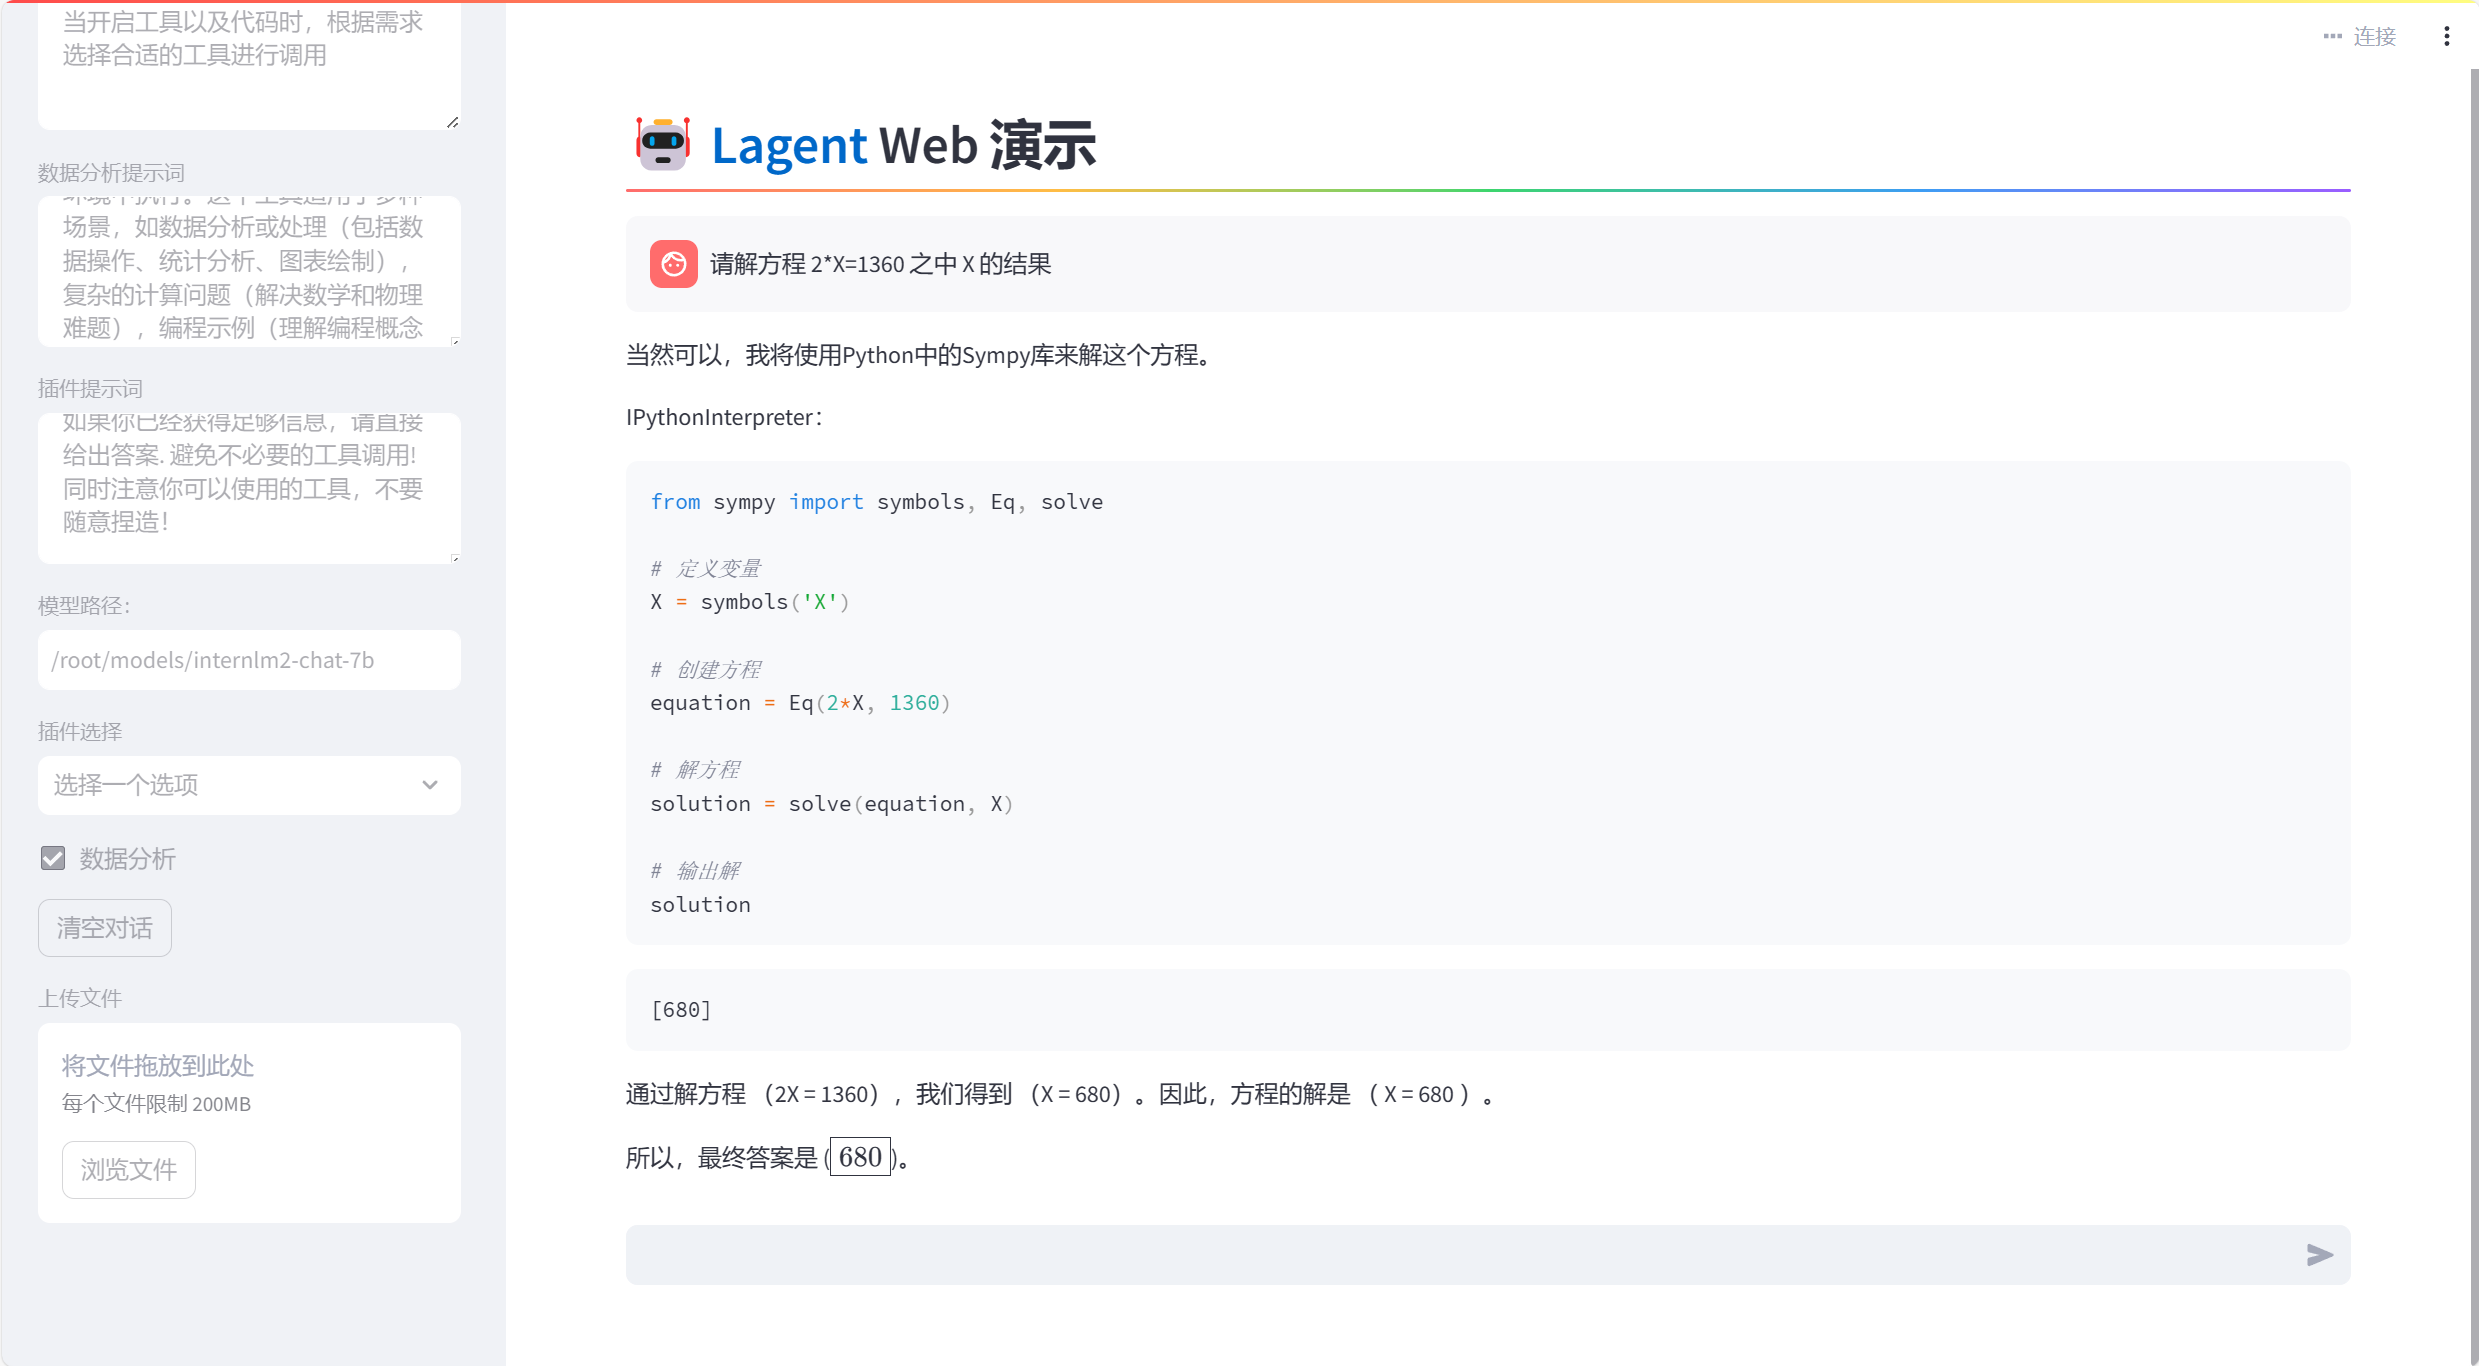 当开启工具以及代码时，根据需求
选择合适的工具进行调用
数据分析提示词
场景，如数据分析或处理（包括数
据操作、统计分析、图表绘制），
复杂的计算问题（解决数学和物理
难题），编程示例（理解编程概念
插件提示词
如果你已经获得足够信息，请直接
给出答案. 避免不必要的工具调用!
同时注意你可以使用的工具，不要
随意捏造！
模型路径：
/root/models/internlm2-chat-7b
插件选择
选择一个选项
数据分析
清空对话
上传文件
将文件拖放到此处
每个文件限制 200MB
浏览文件
连接
Lagent Web 演示
请解方程 2*X=1360 之中 X 的结果
当然可以，我将使用Python中的Sympy库来解这个方程。
IPythonInterpreter：
from sympy import symbols, Eq, solve
# 定义变量
X = symbols('X')
# 创建方程
equation = Eq(2*X, 1360)
# 解方程
solution = solve(equation, X)
# 输出解
solution
[680]
通过解方程 （2X = 1360），我们得到 （X = 680）。因此，方程的解是 （ X = 680 ）。
所以，最终答案是 (680)。